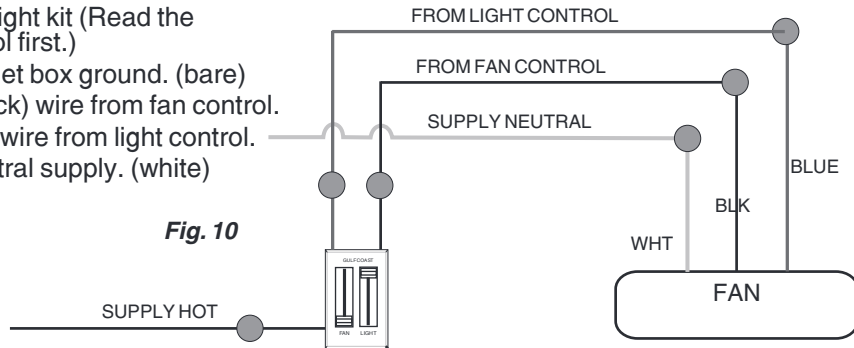 ight kit (Read the
ol first.)
et box ground. (bare)
ck) wire from fan control.
wire from light control.
tral supply. (white)
Fig. 10
FROM LIGHT CONTROL
FROM FAN CONTROL
SUPPLY NEUTRAL
BLUE
BLK
WHT
FAN
GULFCOAST
FAN LIGHT
SUPPLY HOT